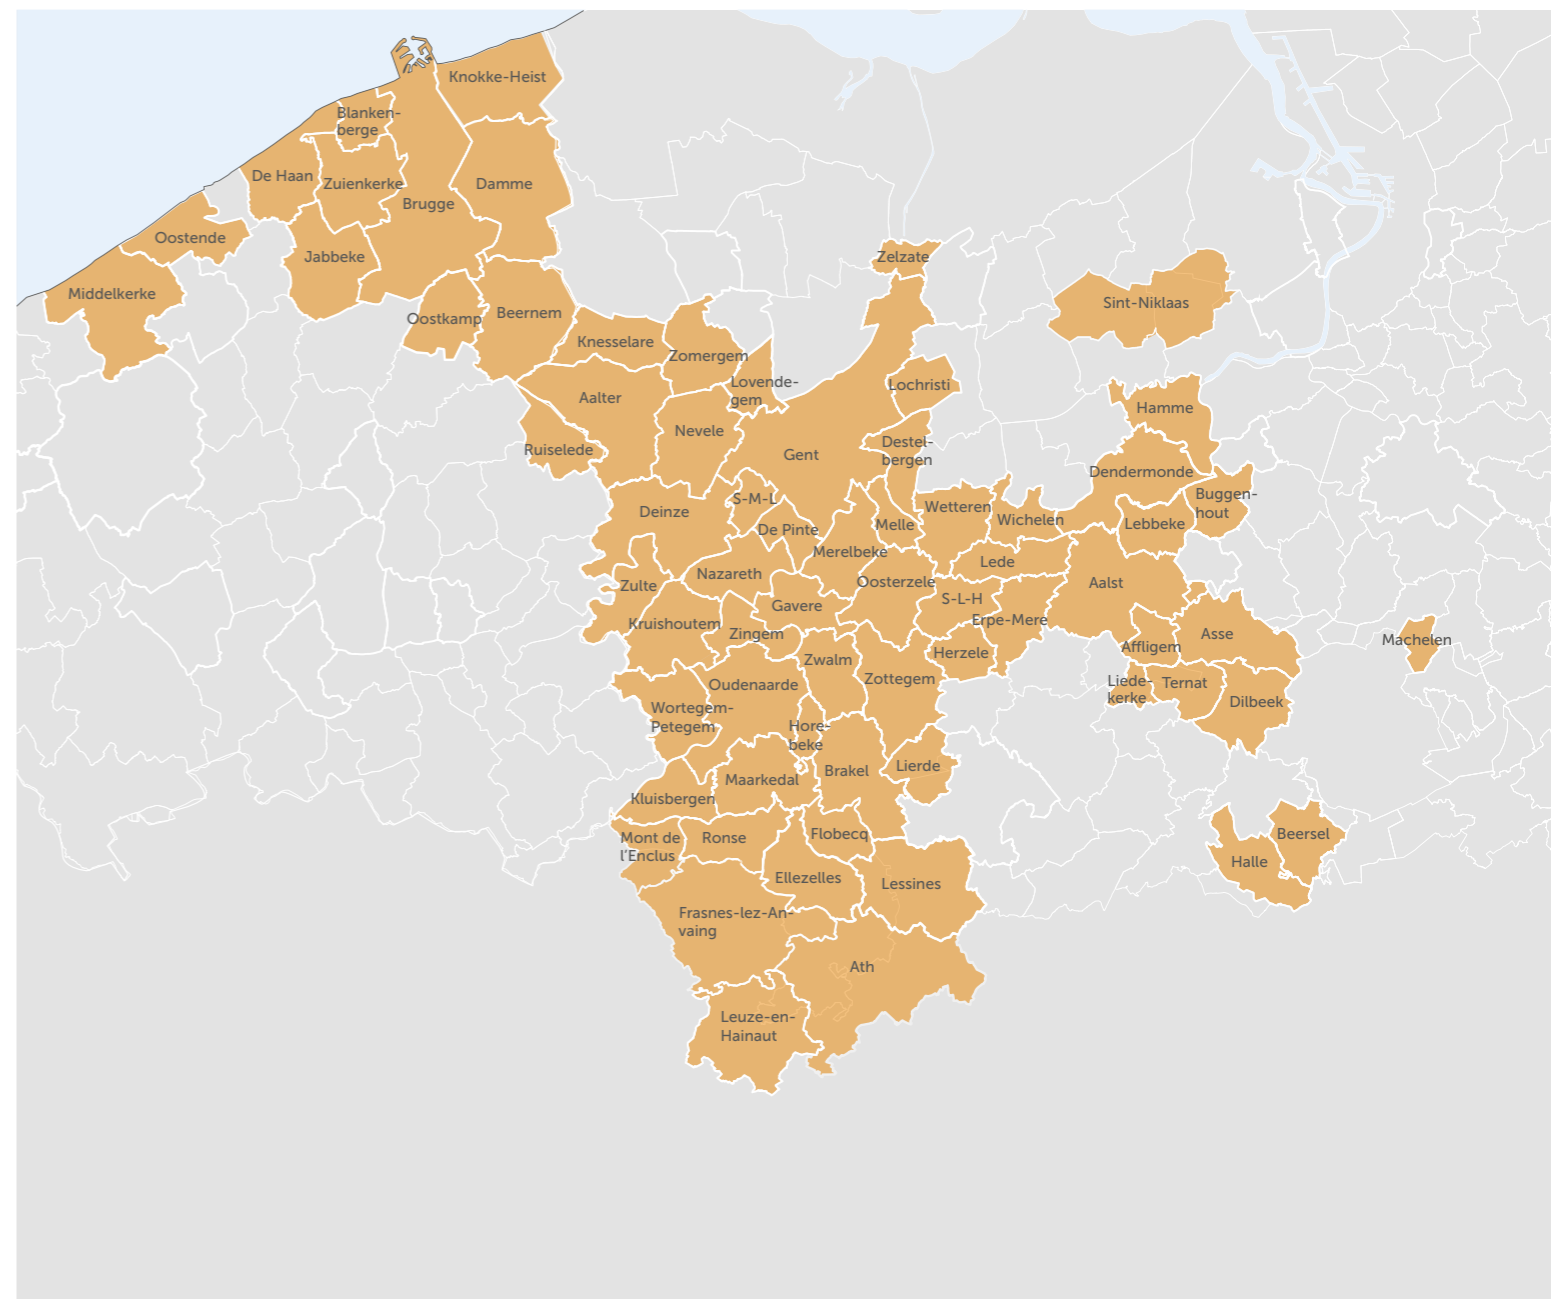 Knokke-Heist
Blanken-
berge
De Haan
Zuienkerke
Damme
Brugge
Oostende
Jabbeke
Middelkerke
Oostkamp
Beernem
Zelzate
Sint-Niklaas
Knesselare
Zomergem
Lovende-
gem
Lochristi
Aalter
Hamme
Nevele
Ruiselede
Gent
Destel-
bergen
Dendermonde
Buggen-
hout
S-M-L
Deinze
De Pinte
Melle
Wetteren
Wichelen
Lebbeke
Merelbeke
Lede
Nazareth
Zulte
Oosterzele
Aalst
Gavere
S-L-H
Erpe-Mere
Kruishoutem
Zingem
Asse
Machelen
Affligem
Herzele
Zwalm
Zottegem
Oudenaarde
Liede-
kerke
Ternat
Dilbeek
Wortegem-
Petegem
Hore-
beke
Lierde
Brakel
Maarkedal
Kluisbergen
Mont de
l'Enclus
Ronse
Flobecq
Beersel
Halle
Ellezelles
Lessines
Frasnes-lez-An-
vaing
Ath
Leuze-en-
Hainaut